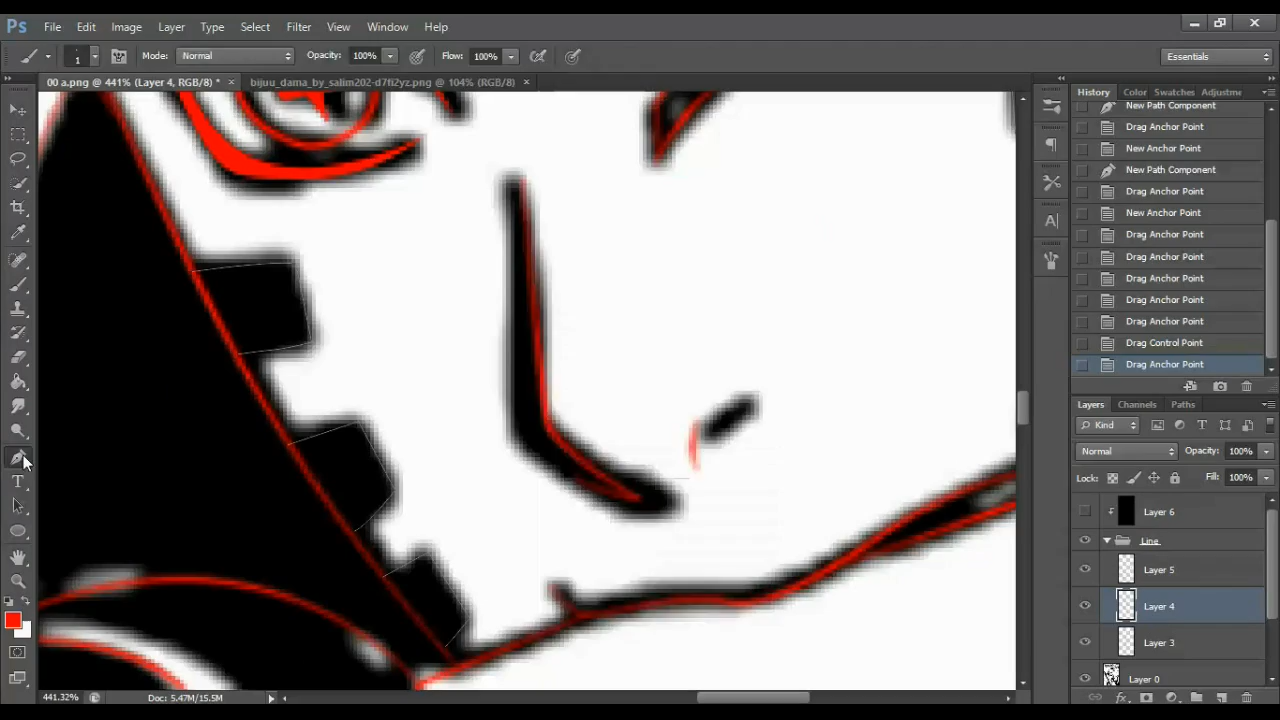 Ps File Edit Image Layer Type Select Filter View Window Help
1 Mode: Normal Opacity: 100% Flow: 100% Essentials
00 a.png @ 441% (Layer 4, RGB/8) * × bijuu_dama_by_salim202-d7fi2yz.png @ 104% (RGB/8) ×
History Color Swatches Adjustme
New Path Component
Drag Anchor Point
New Anchor Point
New Path Component
Drag Anchor Point
New Anchor Point
Drag Anchor Point
Drag Anchor Point
Drag Anchor Point
Drag Anchor Point
Drag Control Point
Drag Anchor Point
Layers Channels Paths
Kind
Normal Opacity: 100%
Lock: Fill: 100%
Layer 6
Line
Layer 5
Layer 4
Layer 3
Layer 0
441.32% Doc: 5.47M/15.5M